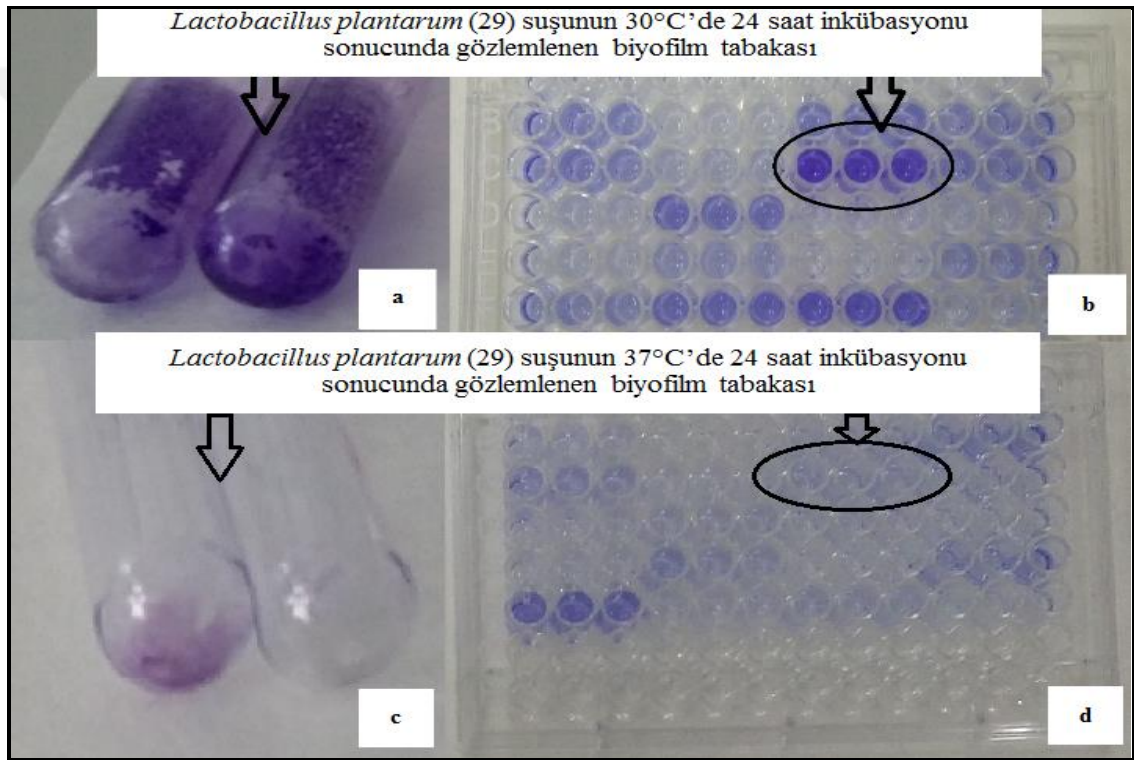 Lactobacillus plantarum (29) suşunun 30°C'de 24 saat inkübasyonu
sonucunda gözlemlenen biyofilm tabakası
a
b
B
C
D
E
Lactobacillus plantarum (29) suşunun 37°C'de 24 saat inkübasyonu
sonucunda gözlemlenen biyofilm tabakası
c
d